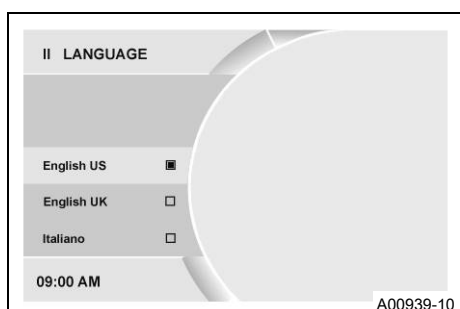 II LANGUAGE
English US
English UK
Italiano
09:00 AM
A00939-10